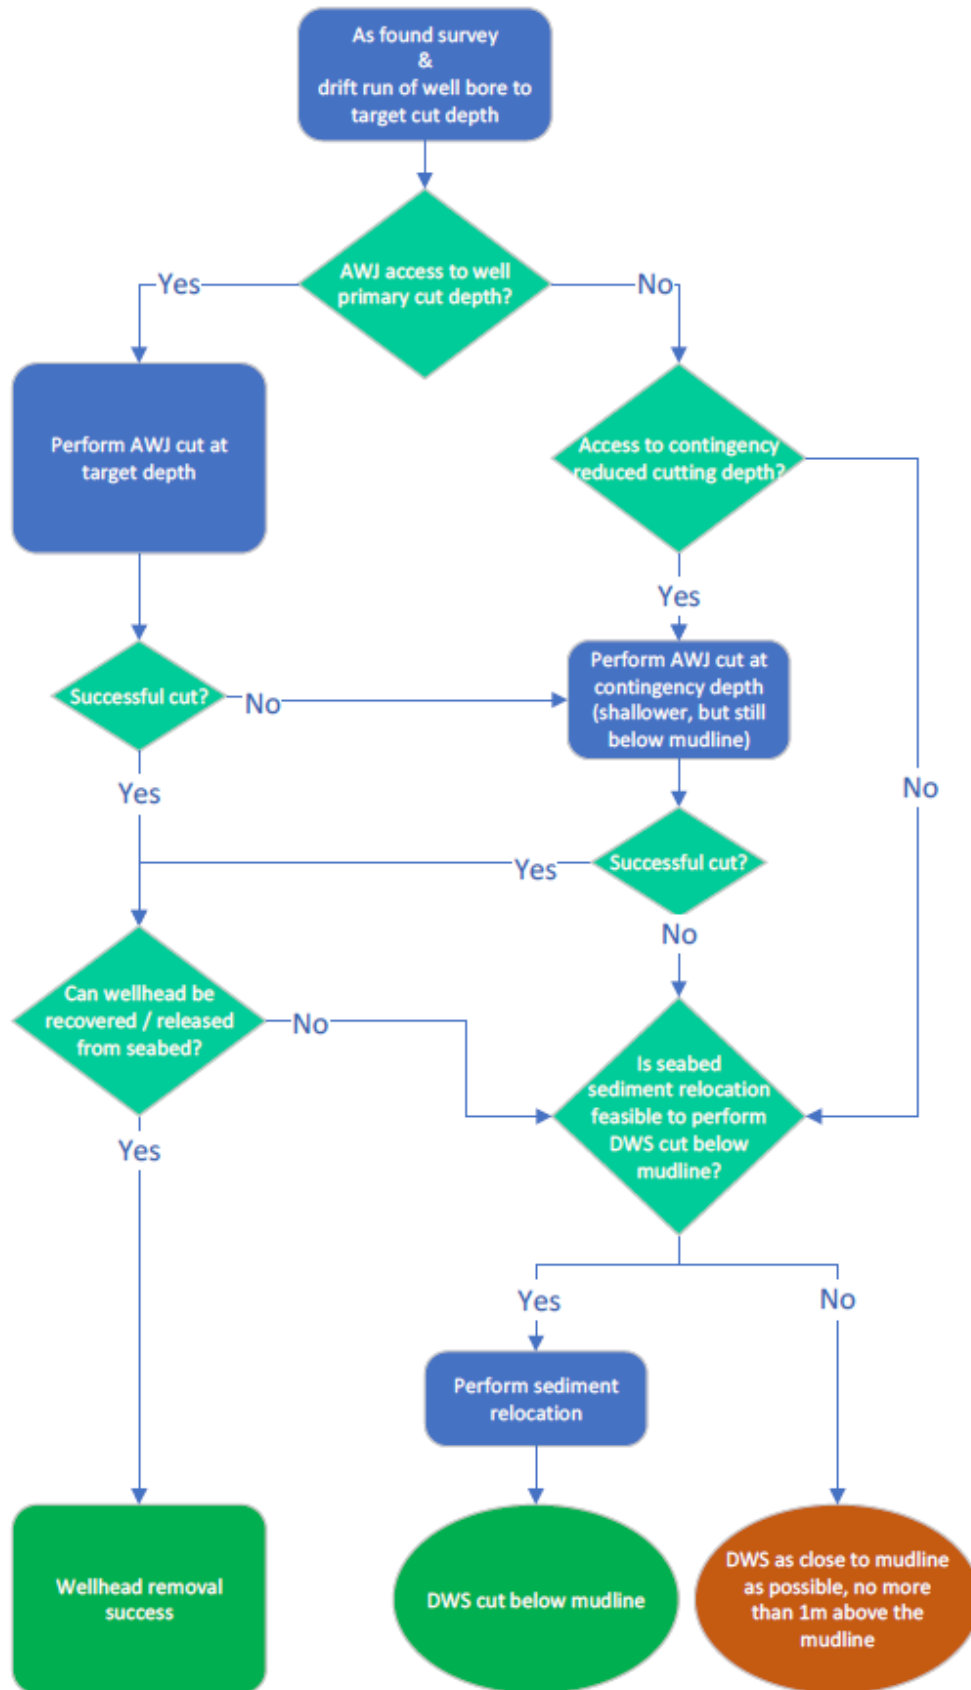 As found survey
&
drift run of well bore to
target cut depth
AWJ access to well
primary cut depth?
Yes
No
Perform AWJ cut at
target depth
Access to contingency
reduced cutting depth?
Yes
No
Successful cut?
No
Yes
Perform AWJ cut at
contingency depth
(shallower, but still
below mudline)
Successful cut?
Yes
No
Can wellhead be
recovered / released
from seabed?
No
Yes
Is seabed
sediment relocation
feasible to perform
DWS cut below
mudline?
Yes
No
Perform sediment
relocation
Wellhead removal
success
DWS cut below mudline
DWS as close to mudline
as possible, no more
than 1m above the
mudline